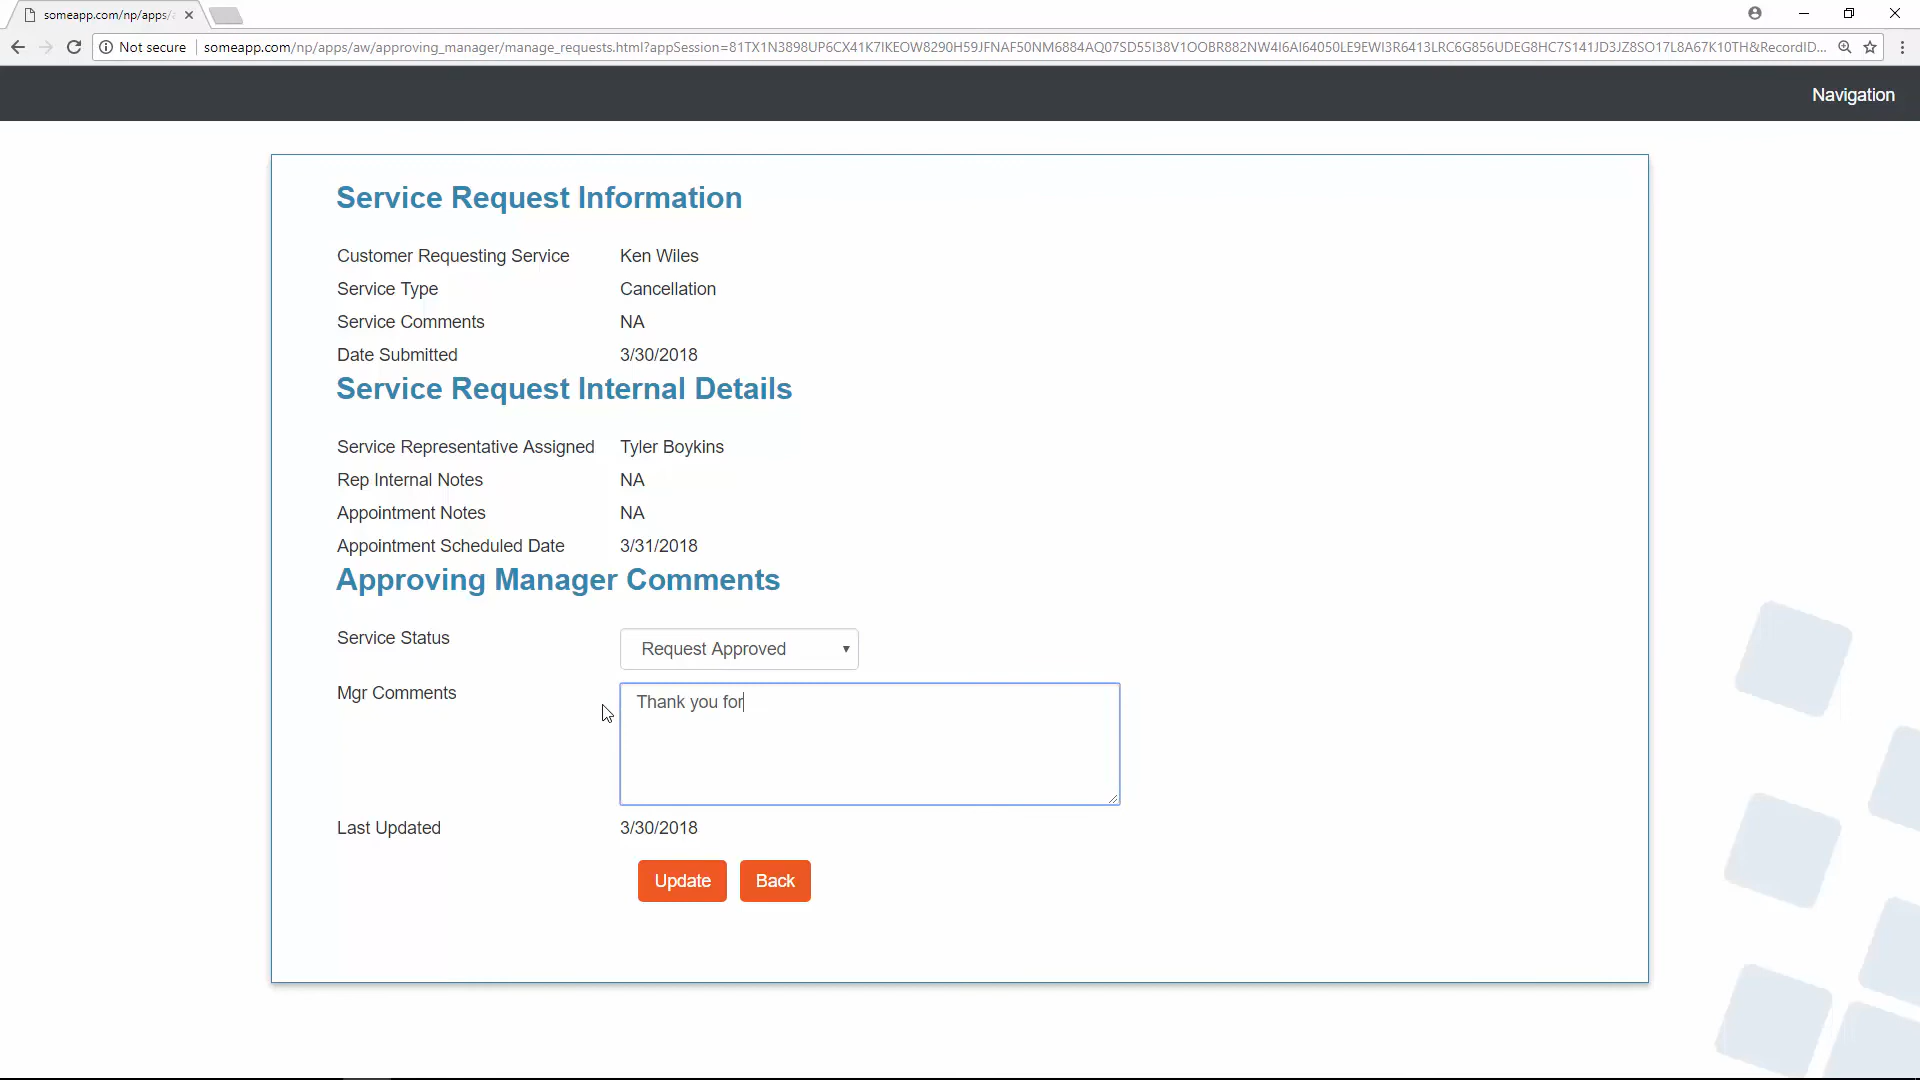 someapp.com/np/apps/
Not secure
someapp.com/np/apps/aw/approving_manager/manage_requests.html?appSession=81TX1N3898UP6CX41K7IKEOW8290H59JFNAF50NM6884AQ07SD55I38V1OOBR882NW4I6AI64050LE9EWI3R6413LRC6G856UDEG8HC7S141JD3JZ8SO17L8A67K10TH&RecordID...
Navigation
Service Request Information
Customer Requesting Service Ken Wiles
Service Type Cancellation
Service Comments NA
Date Submitted 3/30/2018
Service Request Internal Details
Service Representative Assigned Tyler Boykins
Rep Internal Notes NA
Appointment Notes NA
Appointment Scheduled Date 3/31/2018
Approving Manager Comments
Service Status Request Approved
Mgr Comments Thank you for
Last Updated 3/30/2018
Update Back